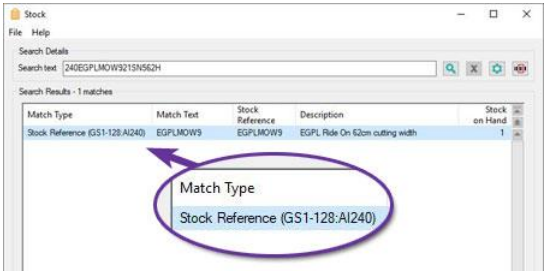 Stock
File Help
Search Details
Search text 240EGPLMOW921SN562H
Search Results - 1 matches
Match Type Match Text Stock Reference Description Stock on Hand
Stock Reference (GS1-128:AI240) EGPLMOW9 EGPLMOW9 EGPL Ride On 62cm cutting width 1
Match Type
Stock Reference (GS1-128:AI240)